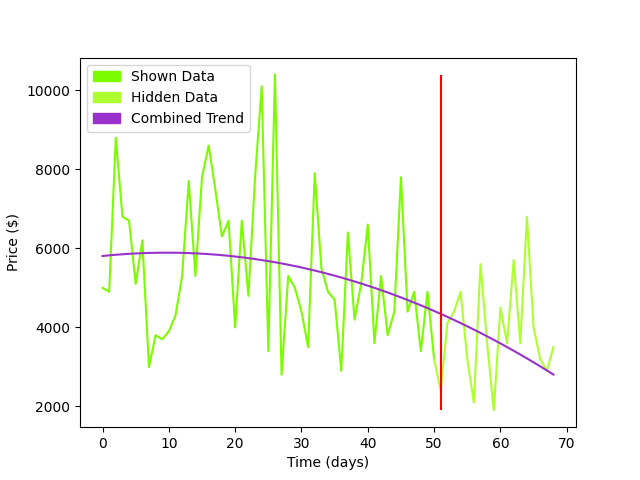 Shown Data
Hidden Data
Combined Trend
Price ($)
10000
8000
6000
4000
2000
0 10 20 30 40 50 60 70
Time (days)